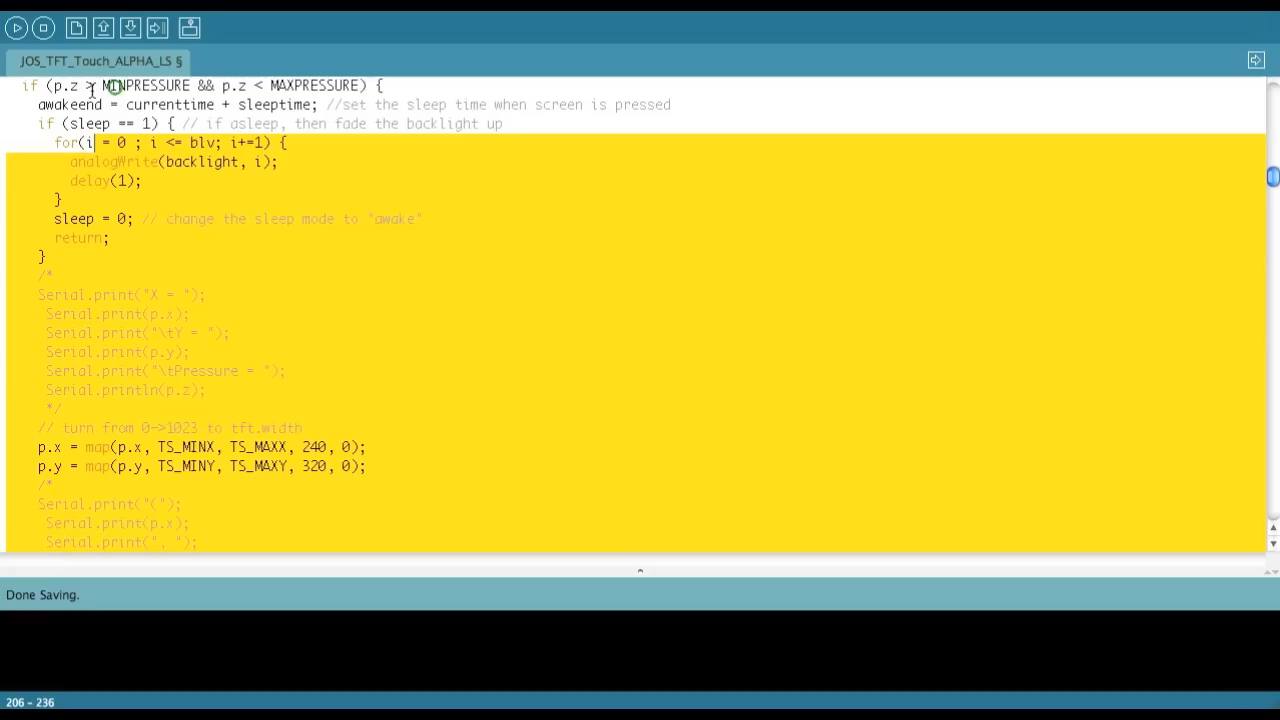 JOS_TFT_Touch_ALPHA_LS §
if (p.z > MINPRESSURE && p.z < MAXPRESSURE) {
awakeend = currenttime + sleeptime; //set the sleep time when screen is pressed
if (sleep == 1) { // if asleep, then fade the backlight up
for(i = 0 ; i <= blv; i+=1) {
analogWrite(backlight, i);
delay(1);
}
sleep = 0; // change the sleep mode to "awake"
return;
}
/*
Serial.print("X = ");
Serial.print(p.x);
Serial.print("\tY = ");
Serial.print(p.y);
Serial.print("\tPressure = ");
Serial.println(p.z);
*/
// turn from 0->1023 to tft.width
p.x = map(p.x, TS_MINX, TS_MAXX, 240, 0);
p.y = map(p.y, TS_MINY, TS_MAXY, 320, 0);
/*
Serial.print("(");
Serial.print(p.x);
Serial.print(", ");
Done Saving.
206 - 236